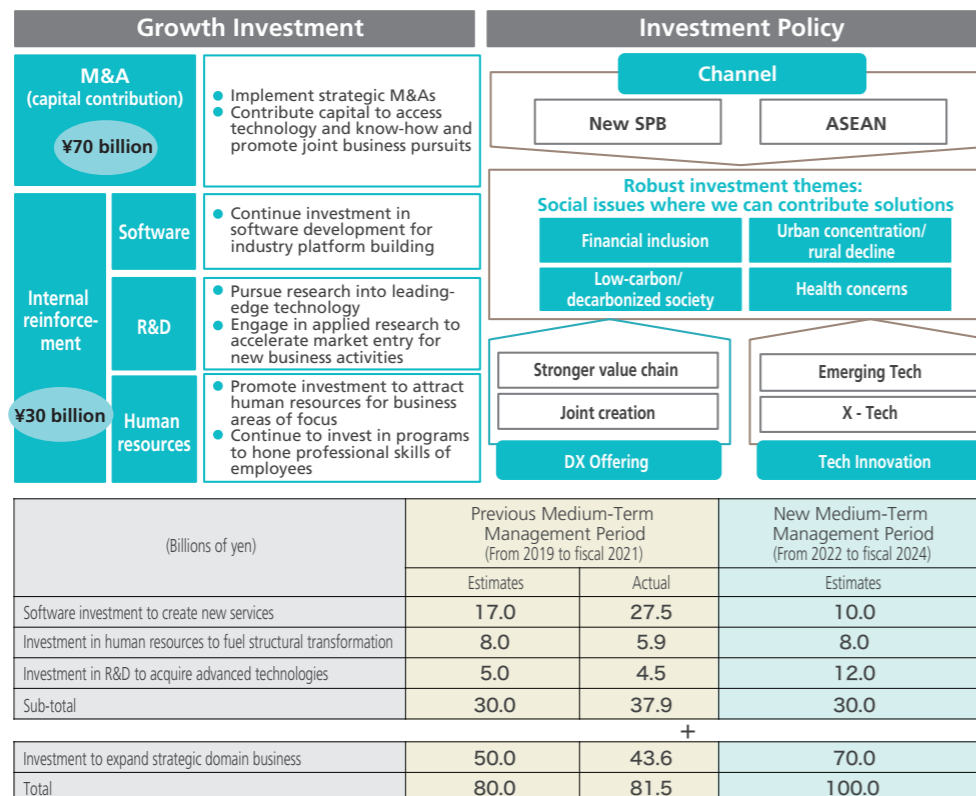 Growth Investment
M&A
(capital contribution)
¥70 billion
● Implement strategic M&As
● Contribute capital to access
technology and know-how and
promote joint business pursuits
Internal
reinforce-
ment
¥30 billion
Software
● Continue investment in
software development for
industry platform building
R&D
● Pursue research into leading-
edge technology
● Engage in applied research to
accelerate market entry for
new business activities
Human
resources
● Promote investment to attract
human resources for business
areas of focus
● Continue to invest in programs
to hone professional skills of
employees
Investment Policy
Channel
New SPB
ASEAN
Robust investment themes:
Social issues where we can contribute solutions
Financial inclusion
Urban concentration/
rural decline
Low-carbon/
decarbonized society
Health concerns
Stronger value chain
Joint creation
DX Offering
Emerging Tech
X - Tech
Tech Innovation
(Billions of yen)
Previous Medium-Term
Management Period
(From 2019 to fiscal 2021)
New Medium-Term
Management Period
(From 2022 to fiscal 2024)
Estimates Actual Estimates
Software investment to create new services 17.0 27.5 10.0
Investment in human resources to fuel structural transformation 8.0 5.9 8.0
Investment in R&D to acquire advanced technologies 5.0 4.5 12.0
Sub-total 30.0 37.9 30.0
+
Investment to expand strategic domain business 50.0 43.6 70.0
Total 80.0 81.5 100.0